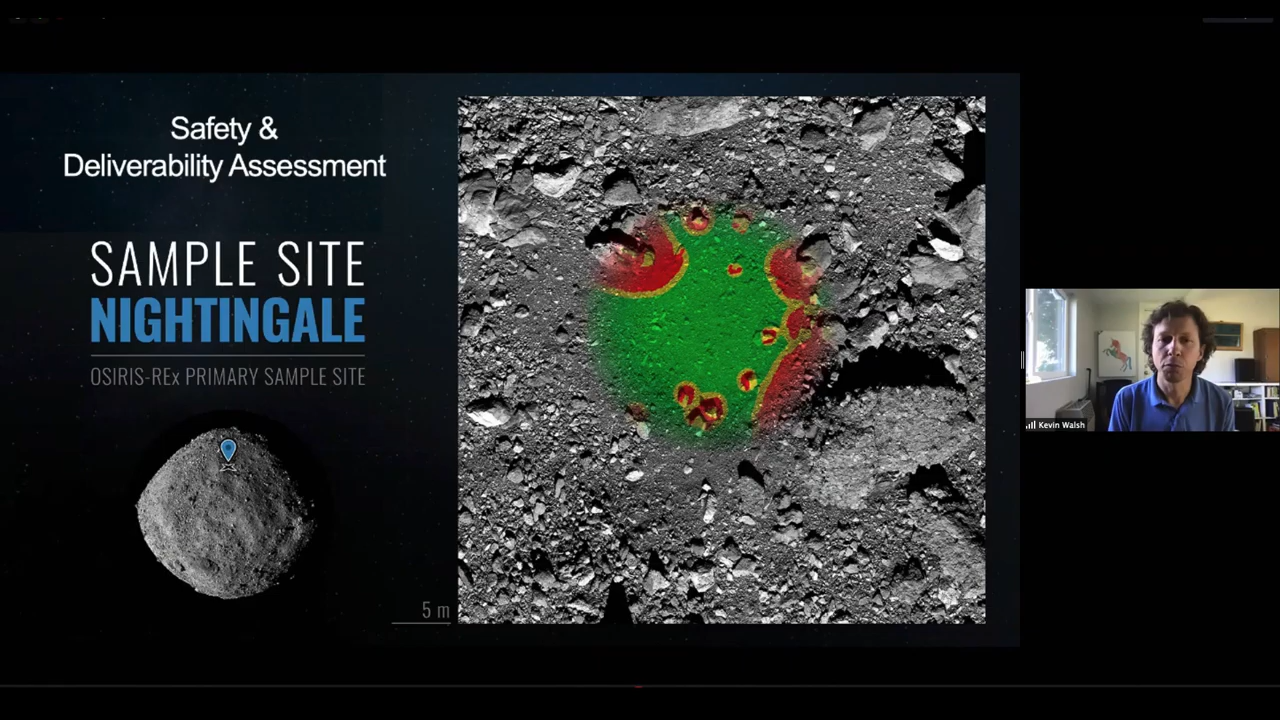 Safety &
Deliverability Assessment
SAMPLE SITE
NIGHTINGALE
OSIRIS-REx PRIMARY SAMPLE SITE
5 m
Kevin Walsh